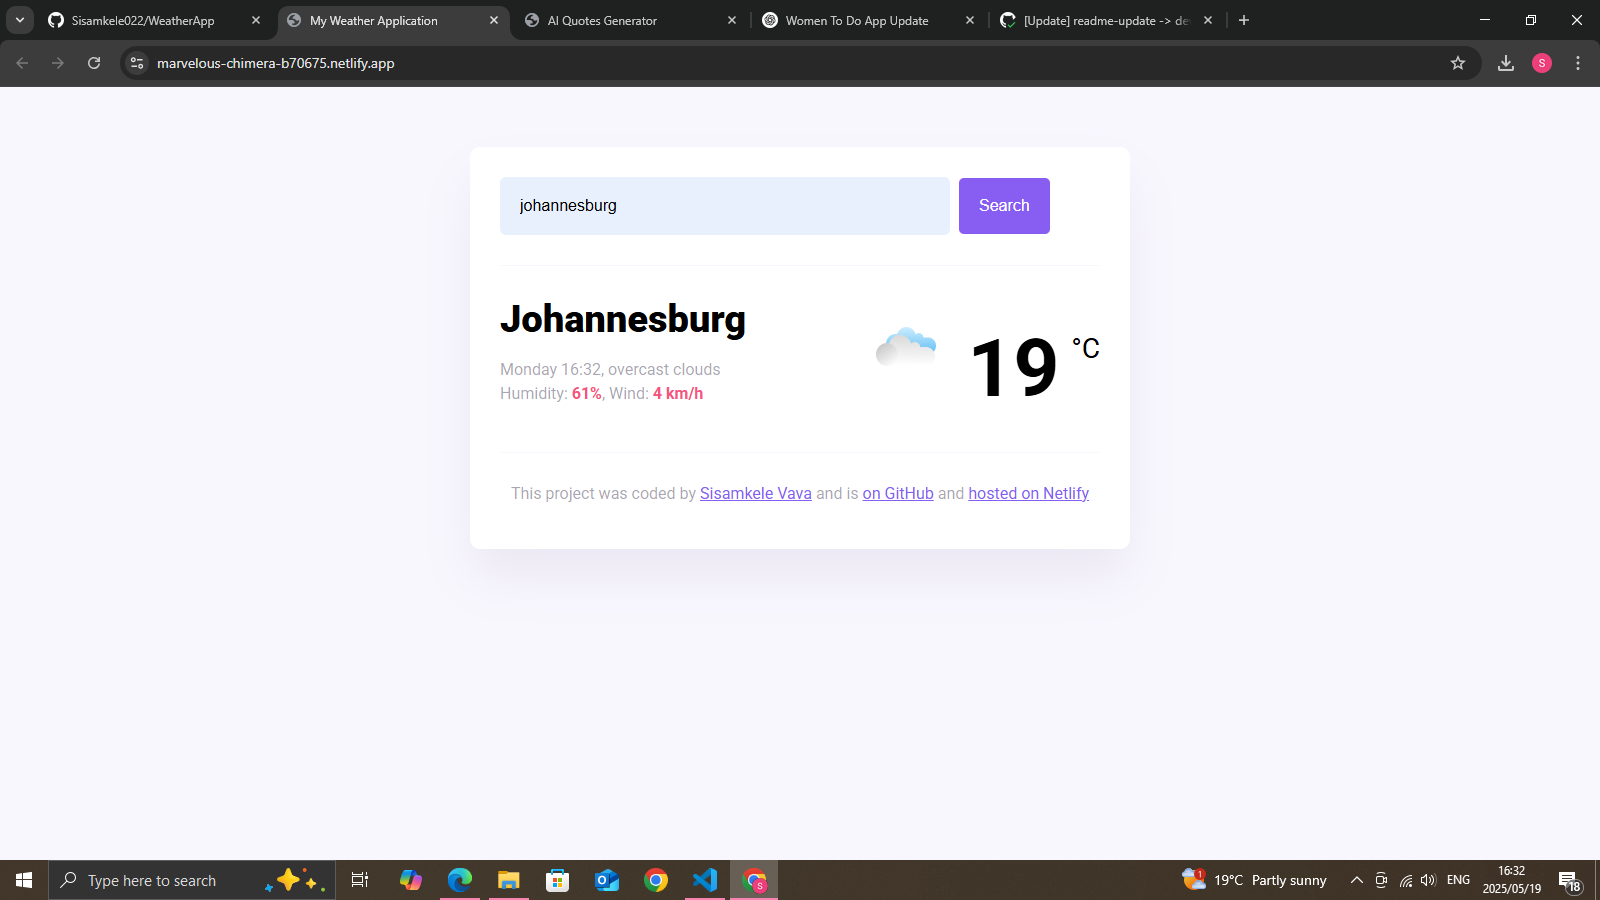 Sisamkele022/WeatherApp
My Weather Application
AI Quotes Generator
Women To Do App Update
[Update] readme-update -> de
marvelous-chimera-b70675.netlify.app
S
johannesburg
Search
Johannesburg
Monday 16:32, overcast clouds
Humidity: 61%, Wind: 4 km/h
19 °C
This project was coded by Sisamkele Vava and is on GitHub and hosted on Netlify
Type here to search
S
1
19°C Partly sunny
ENG
16:32
2025/05/19
18